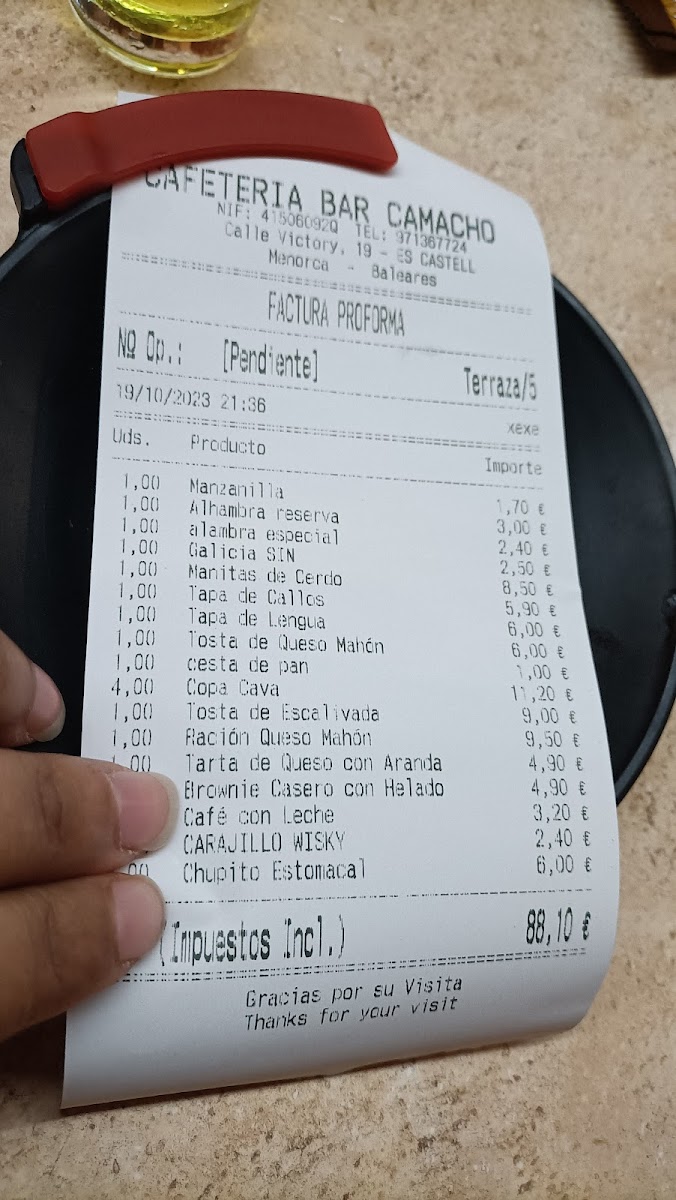 CAFETERIA BAR CAMACHO
NIF: 41506092Q TEL: 971367724
Calle Victory, 19 - ES CASTELL
Menorca - Baleares
FACTURA PROFORMA
Nº Op.: [Pendiente] Terraza/5
19/10/2023 21:36 xexe
Uds. Producto Importe
1,00 Manzanilla 1,70 €
1,00 Alhambra reserva 3,00 €
1,00 alambra especial 2,40 €
1,00 Galicia SIN 2,50 €
1,00 Manitas de Cerdo 8,50 €
1,00 Tapa de Callos 5,90 €
1,00 Tapa de Lengua 6,00 €
1,00 Tosta de Queso Mahón 6,00 €
1,00 cesta de pan 1,00 €
4,00 Copa Cava 11,20 €
1,00 Tosta de Escalivada 9,00 €
1,00 Ración Queso Mahón 9,50 €
1,00 Tarta de Queso con Aranda 4,90 €
Brownie Casero con Helado 4,90 €
Café con Leche 3,20 €
CARAJILLO WISKY 2,40 €
Chupito Estomacal 6,00 €
(Impuestos Incl.) 88,10 €
Gracias por su Visita
Thanks for your visit